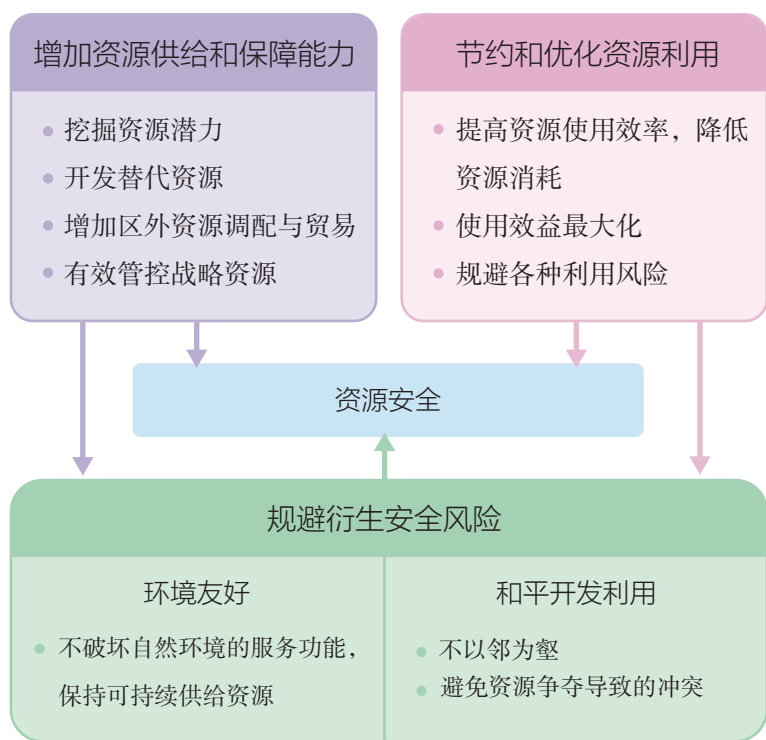 增加资源供给和保障能力
挖掘资源潜力
开发替代资源
增加区外资源调配与贸易
有效管控战略资源
节约和优化资源利用
提高资源使用效率，降低
资源消耗
使用效益最大化
规避各种利用风险
资源安全
规避衍生安全风险
环境友好
不破坏自然环境的服务功能，
保持可持续供给资源
和平开发利用
不以邻为壑
避免资源争夺导致的冲突